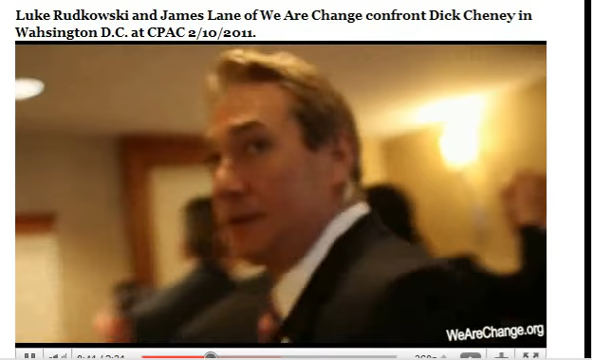 Luke Rudkowski and James Lane of We Are Change confront Dick Cheney in
Wahsington D.C. at CPAC 2/10/2011.
WeAreChange.org